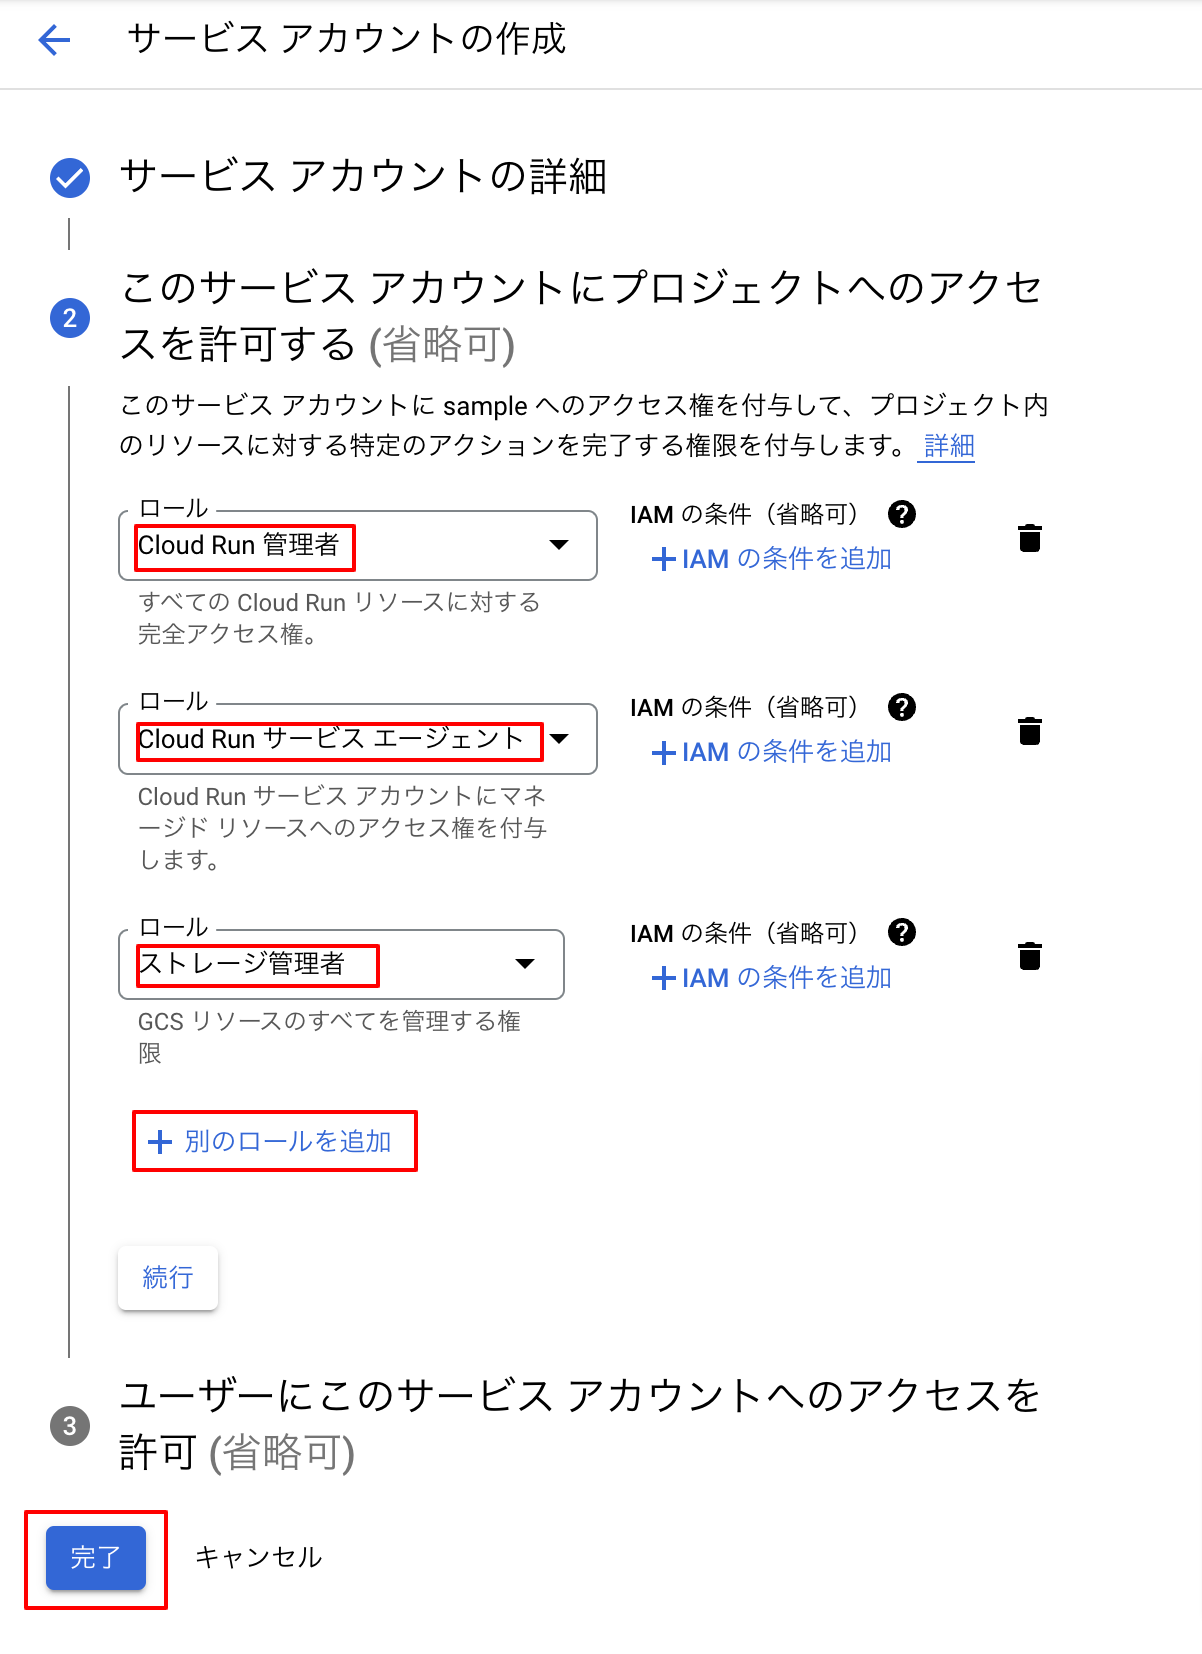 サービス アカウントの作成
サービス アカウントの詳細
2
このサービス アカウントにプロジェクトへのアクセ
スを許可する (省略可)
このサービス アカウントに sample へのアクセス権を付与して、プロジェクト内
のリソースに対する特定のアクションを完了する権限を付与します。 詳細
ロール
Cloud Run 管理者
すべての Cloud Run リソースに対する
完全アクセス権。
IAM の条件（省略可） ?
+ IAM の条件を追加
ロール
Cloud Run サービス エージェント
Cloud Run サービス アカウントにマネ
ージド リソースへのアクセス権を付与
します。
IAM の条件（省略可） ?
+ IAM の条件を追加
ロール
ストレージ管理者
GCS リソースのすべてを管理する権
限
IAM の条件（省略可） ?
+ IAM の条件を追加
+ 別のロールを追加
続行
3
ユーザーにこのサービス アカウントへのアクセスを
許可 (省略可)
完了 キャンセル